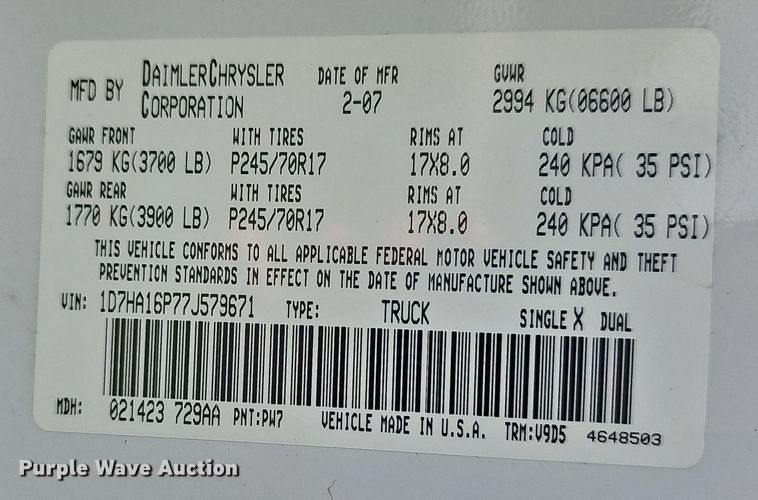 MFD BY DAIMLERCHRYSLER CORPORATION DATE OF MFR 2-07 GVWR 2994 KG(06600 LB)
GAWR FRONT WITH TIRES RIMS AT COLD
1679 KG(3700 LB) P245/70R17 17X8.0 240 KPA( 35 PSI)
GAWR REAR WITH TIRES RIMS AT COLD
1770 KG(3900 LB) P245/70R17 17X8.0 240 KPA( 35 PSI)
THIS VEHICLE CONFORMS TO ALL APPLICABLE FEDERAL MOTOR VEHICLE SAFETY AND THEFT
PREVENTION STANDARDS IN EFFECT ON THE DATE OF MANUFACTURE SHOWN ABOVE.
VIN: 1D7HA16P77J579671 TYPE: TRUCK SINGLE X DUAL
MDH: 021423 729AA PNT:PW7 VEHICLE MADE IN U.S.A. TRM:V9D5 4648503
Purple Wave Auction